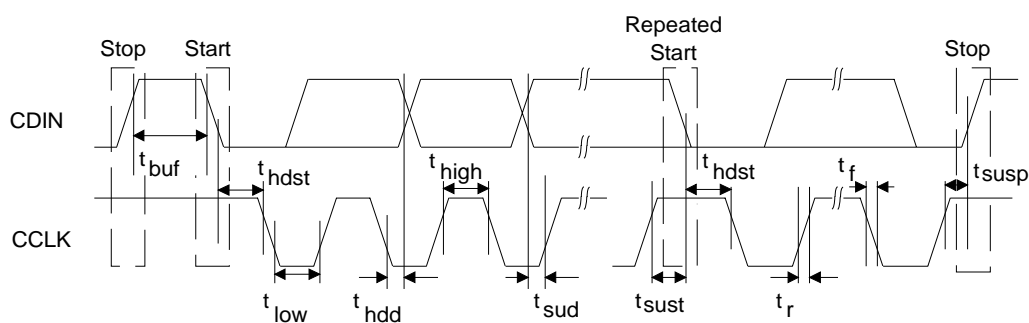 Repeated
Stop Start Start Stop
CDIN
t buf t hdst t high t hdst t f t susp
CCLK
t low t hdd t sud t sust t r